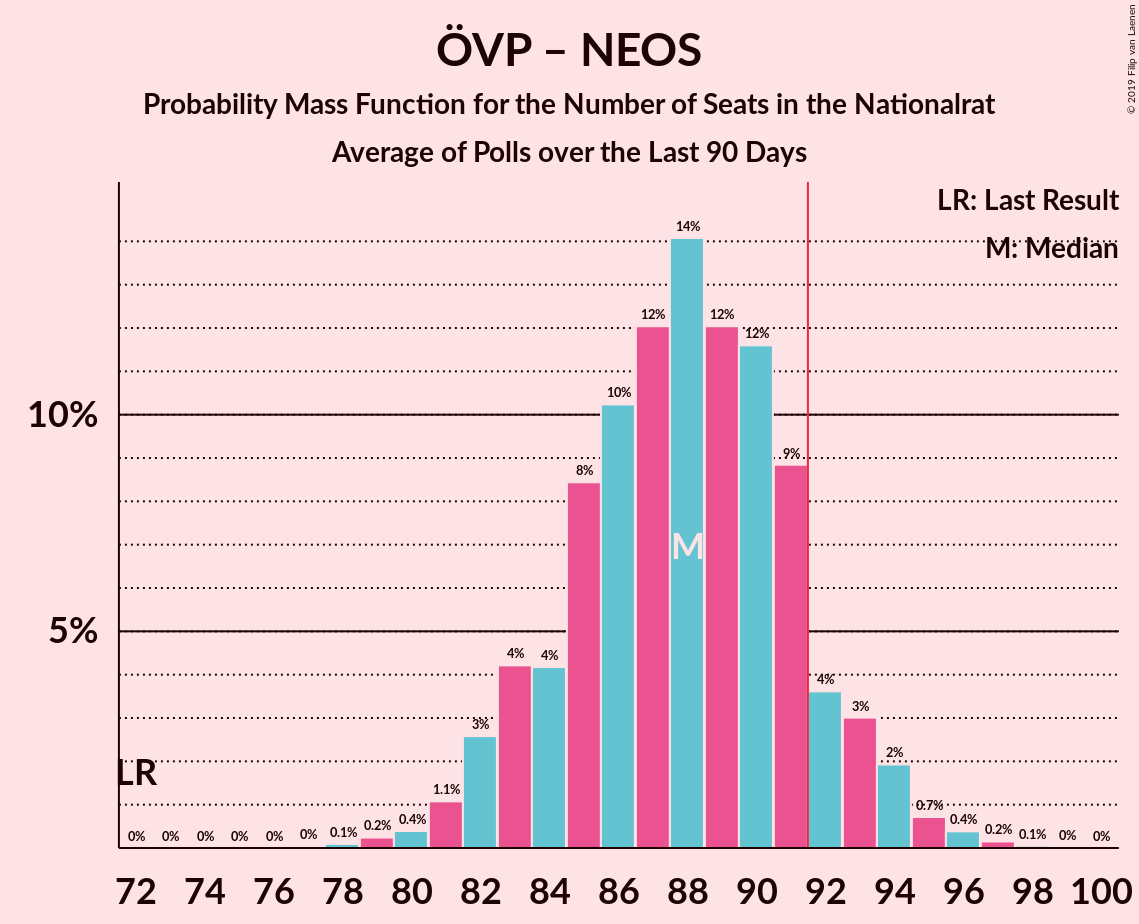 ÖVP – NEOS
Probability Mass Function for the Number of Seats in the Nationalrat
Average of Polls over the Last 90 Days
© 2019 Filip van Laenen
LR: Last Result
M: Median
10%
5%
LR
M
0% 0% 0% 0% 0% 0% 0.1% 0.2% 0.4% 1.1% 3% 4% 4% 8% 10% 12% 14% 12% 12% 9% 4% 3% 2% 0.7% 0.4% 0.2% 0.1% 0% 0%
72 74 76 78 80 82 84 86 88 90 92 94 96 98 100